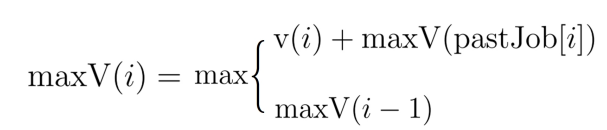 v(i) + maxV(pastJob[i])
maxV(i) = max{
maxV(i − 1)